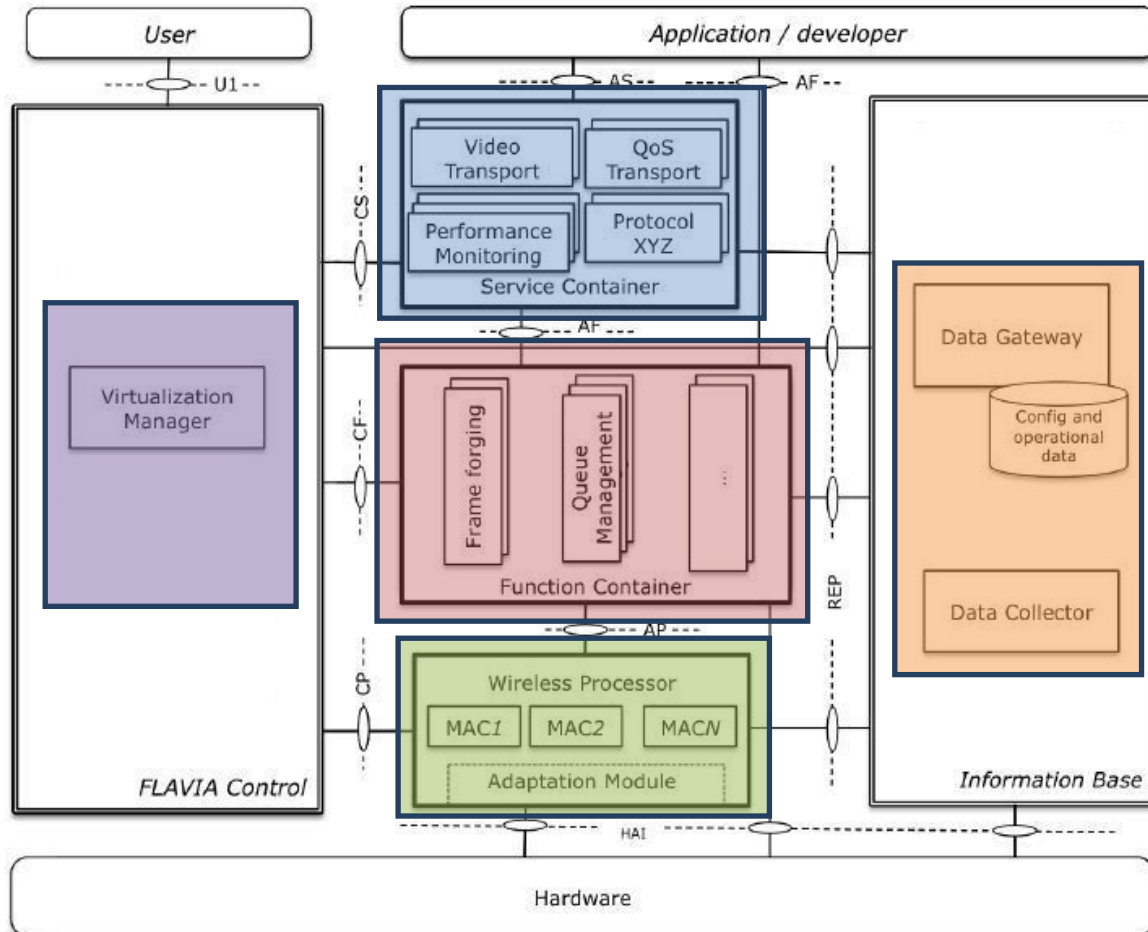 User
Application / developer
U1
AS
AF
Video
Transport
QoS
Transport
Performance
Monitoring
Protocol
XYZ
Service Container
CS
AF
Virtualization
Manager
Data Gateway
Config and
operational
data
CF
Frame forging
Queue
Management
...
Function Container
Data Collector
REP
AP
CP
Wireless Processor
MAC1
MAC2
MACN
Adaptation Module
FLAVIA Control
Information Base
HAI
Hardware